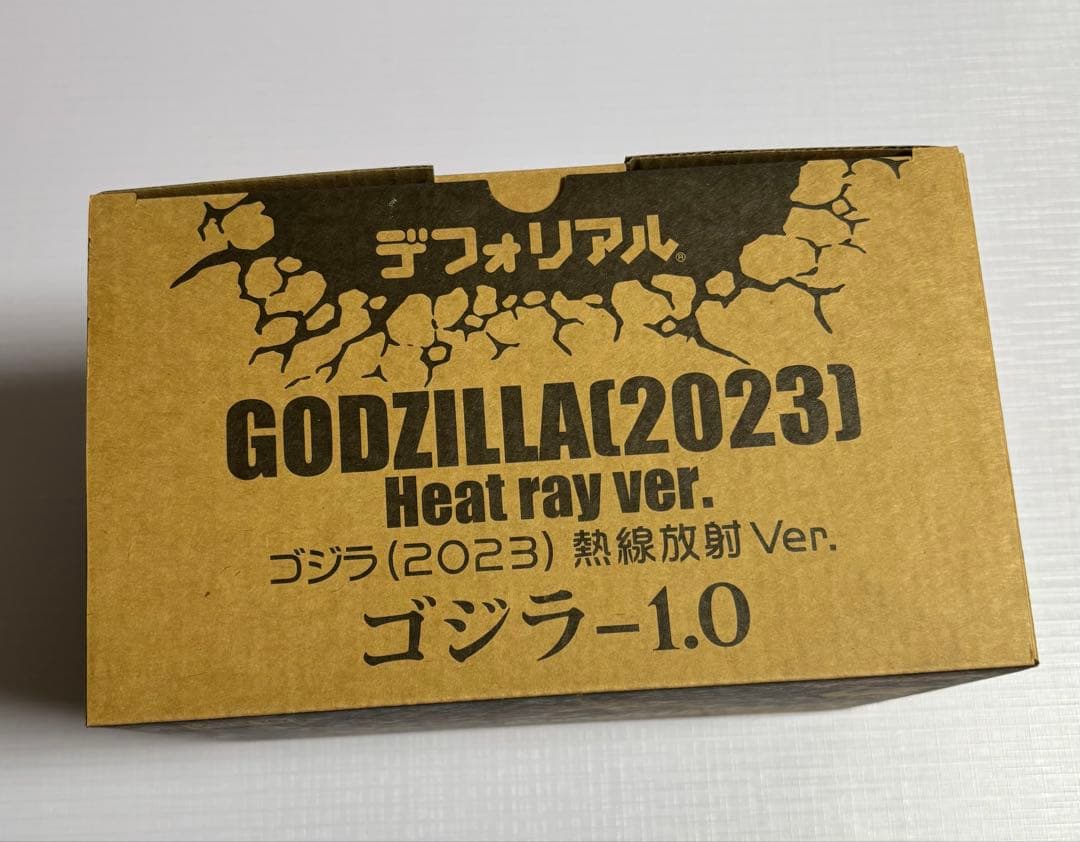 デフォリアル®
GODZILLA(2023)
Heat ray ver.
ゴジラ(2023) 熱線放射 Ver.
ゴジラ-1.0